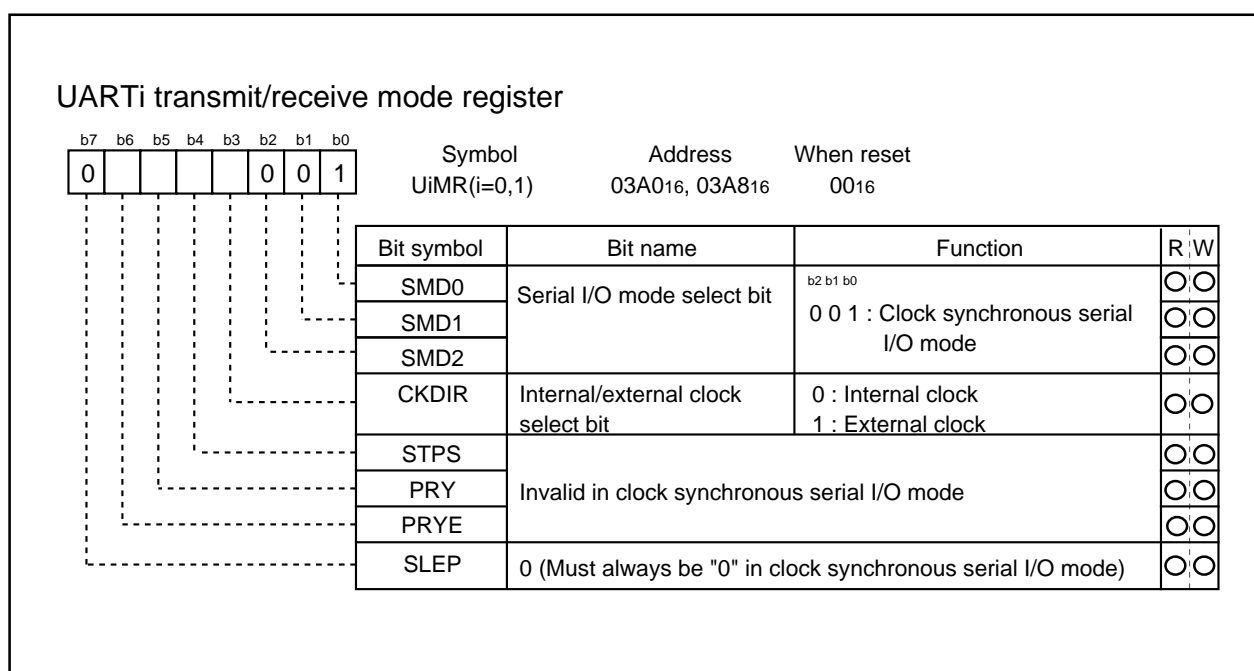 UARTi transmit/receive mode register
b7 b6 b5 b4 b3 b2 b1 b0
0 0 0 1
Symbol Address When reset
UiMR(i=0,1) 03A016, 03A816 0016
Bit symbol Bit name Function R W
SMD0 Serial I/O mode select bit b2 b1 b0
SMD1 0 0 1 : Clock synchronous serial
SMD2 I/O mode
CKDIR Internal/external clock 0 : Internal clock
select bit 1 : External clock
STPS
PRY Invalid in clock synchronous serial I/O mode
PRYE
SLEP 0 (Must always be "0" in clock synchronous serial I/O mode)